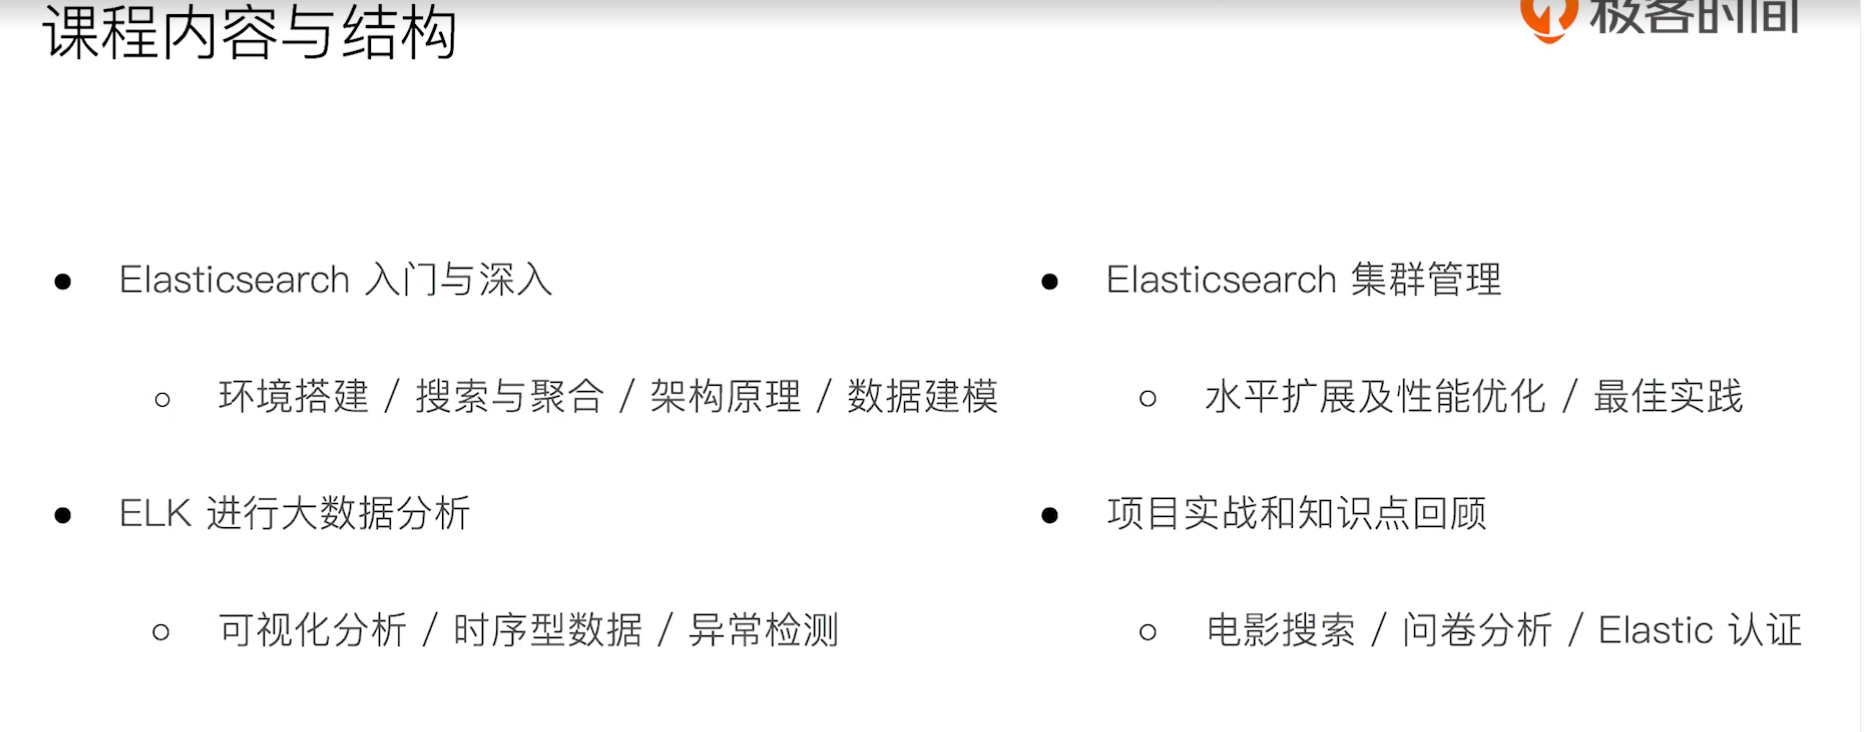 课程内容与结构
极客时间
Elasticsearch 入门与深入
环境搭建 / 搜索与聚合 / 架构原理 / 数据建模
ELK 进行大数据分析
可视化分析 / 时序型数据 / 异常检测
Elasticsearch 集群管理
水平扩展及性能优化 / 最佳实践
项目实战和知识点回顾
电影搜索 / 问卷分析 / Elastic 认证